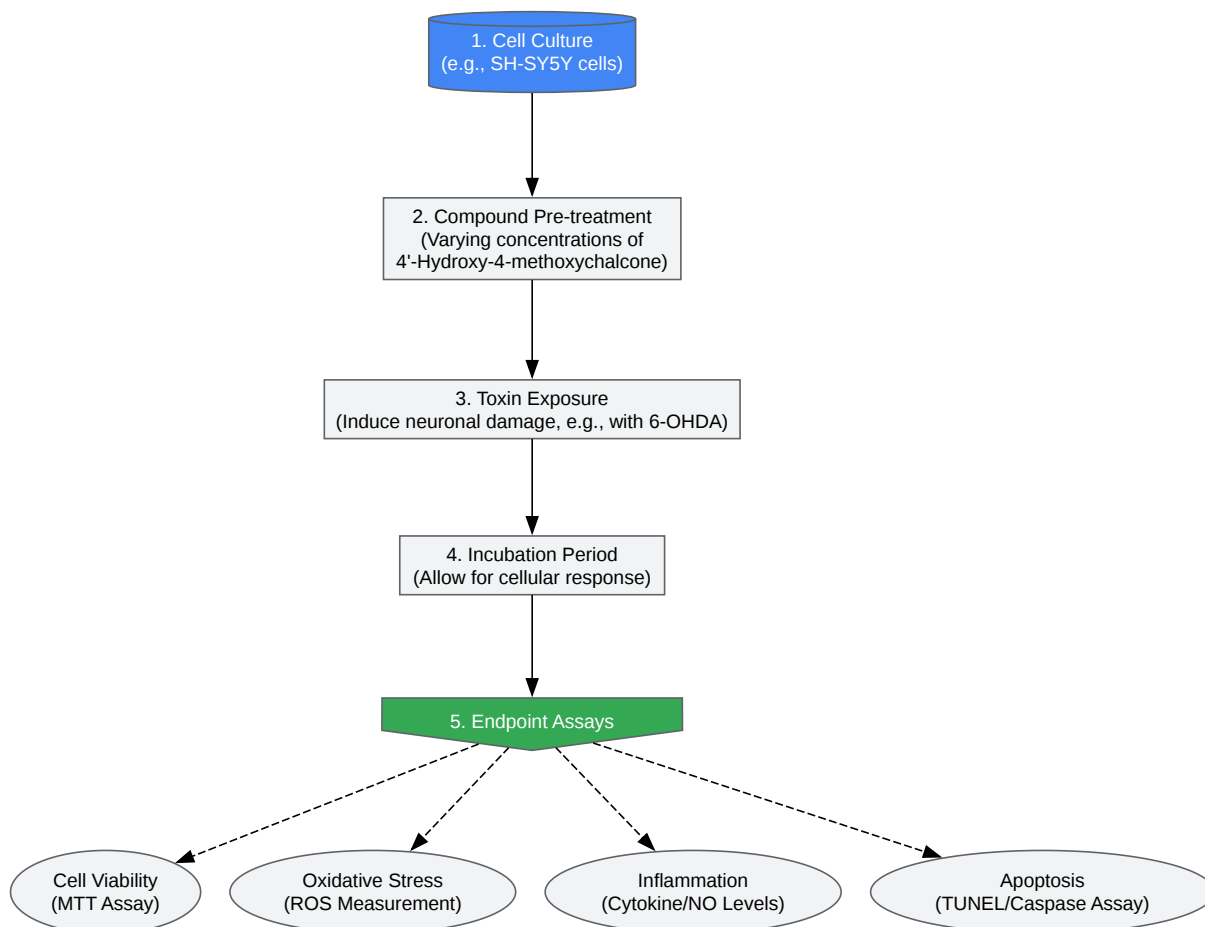 1. Cell Culture
(e.g., SH-SY5Y cells)
2. Compound Pre-treatment
(Varying concentrations of
4'-Hydroxy-4-methoxychalcone)
3. Toxin Exposure
(Induce neuronal damage, e.g., with 6-OHDA)
4. Incubation Period
(Allow for cellular response)
5. Endpoint Assays
Cell Viability
(MTT Assay)
Oxidative Stress
(ROS Measurement)
Inflammation
(Cytokine/NO Levels)
Apoptosis
(TUNEL/Caspase Assay)